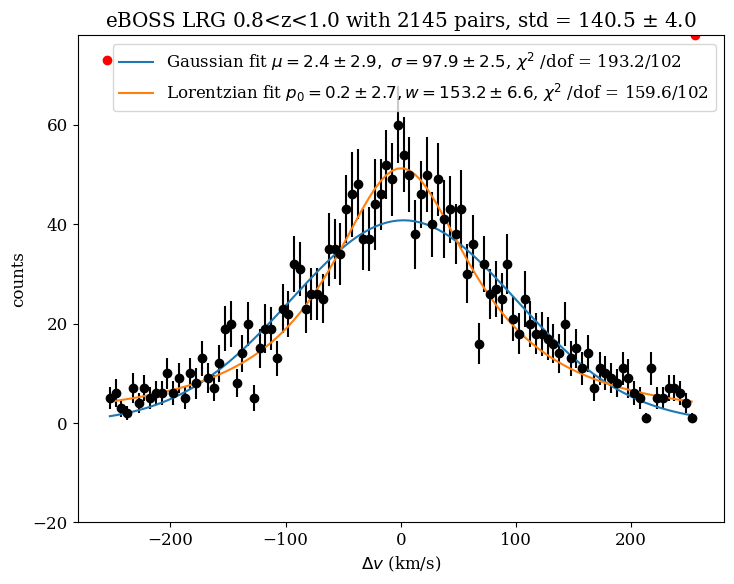 eBOSS LRG 0.8<z<1.0 with 2145 pairs, std = 140.5 ± 4.0
Gaussian fit μ = 2.4 ± 2.9, σ = 97.9 ± 2.5, χ² /dof = 193.2/102
Lorentzian fit p₀ = 0.2 ± 2.7, w = 153.2 ± 6.6, χ² /dof = 159.6/102
60
40
20
0
−20
counts
−200
−100
0
100
200
Δv (km/s)